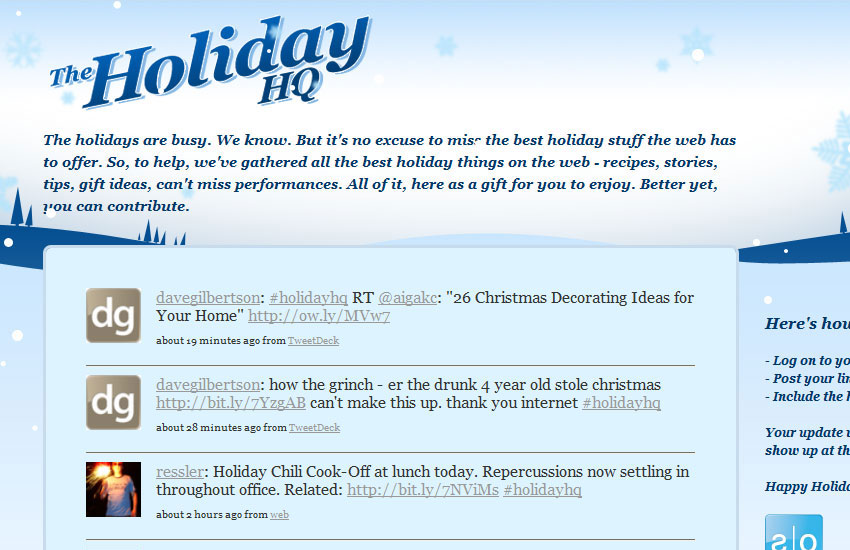 The Holiday
HQ
The holidays are busy. We know. But it's no excuse to miss the best holiday stuff the web has
to offer. So, to help, we've gathered all the best holiday things on the web - recipes, stories,
tips, gift ideas, can't miss performances. All of it, here as a gift for you to enjoy. Better yet,
you can contribute.
dg
davegilbertson: #holidayhq RT @aigakc: "26 Christmas Decorating Ideas for
Your Home" http://ow.ly/MVw7
about 19 minutes ago from TweetDeck
dg
davegilbertson: how the grinch - er the drunk 4 year old stole christmas
http://bit.ly/7YzgAB can't make this up. thank you internet #holidayhq
about 28 minutes ago from TweetDeck
ressler: Holiday Chili Cook-Off at lunch today. Repercussions now settling in
throughout office. Related: http://bit.ly/7NViMs #holidayhq
about 2 hours ago from web
Here's how
- Log on to yo
- Post your lin
- Include the h
Your update
show up at th
Happy Holida